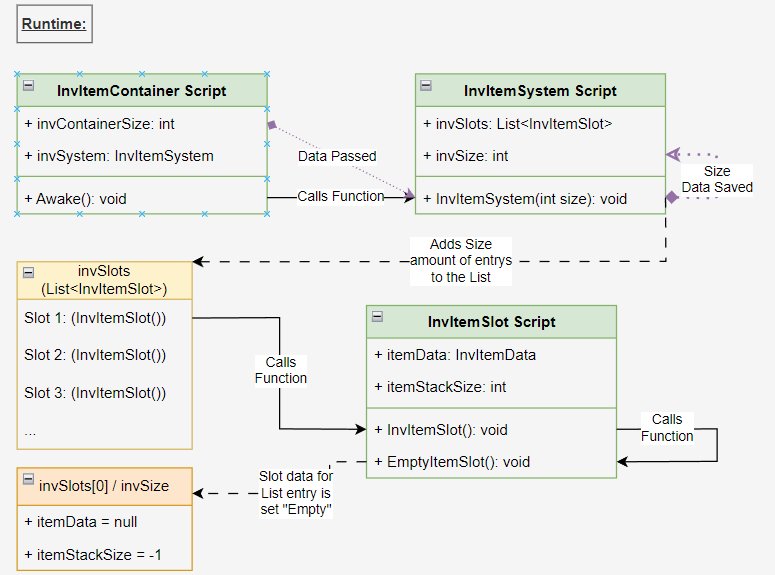 Runtime:
InvItemContainer Script
+ invContainerSize: int
+ invSystem: InvItemSystem
+ Awake(): void
Data Passed
Calls Function
InvItemSystem Script
+ invSlots: List<InvItemSlot>
+ invSize: int
+ InvItemSystem(int size): void
Size
Data Saved
Adds Size
amount of entrys
to the List
invSlots
(List<InvItemSlot>)
Slot 1: (InvItemSlot())
Slot 2: (InvItemSlot())
Slot 3: (InvItemSlot())
...
Calls
Function
InvItemSlot Script
+ itemData: InvItemData
+ itemStackSize: int
+ InvItemSlot(): void
+ EmptyItemSlot(): void
Calls
Function
Slot data for
List entry is
set "Empty"
invSlots[0] / invSize
+ itemData = null
+ itemStackSize = -1